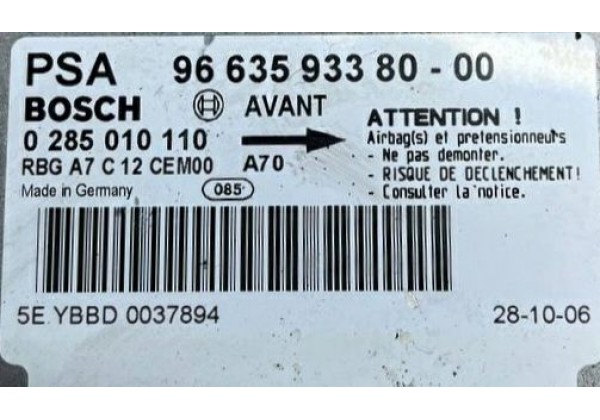 PSA 96 635 933 80 - 00
BOSCH AVANT
0 285 010 110
RBG A7 C 12 CEM00 A70
Made in Germany 085
ATTENTION !
Airbag(s) et pretensionneurs
- Ne pas demonter.
- RISQUE DE DECLENCHEMENT!
- Consulter la notice.
5E YBBD 0037894 28-10-06